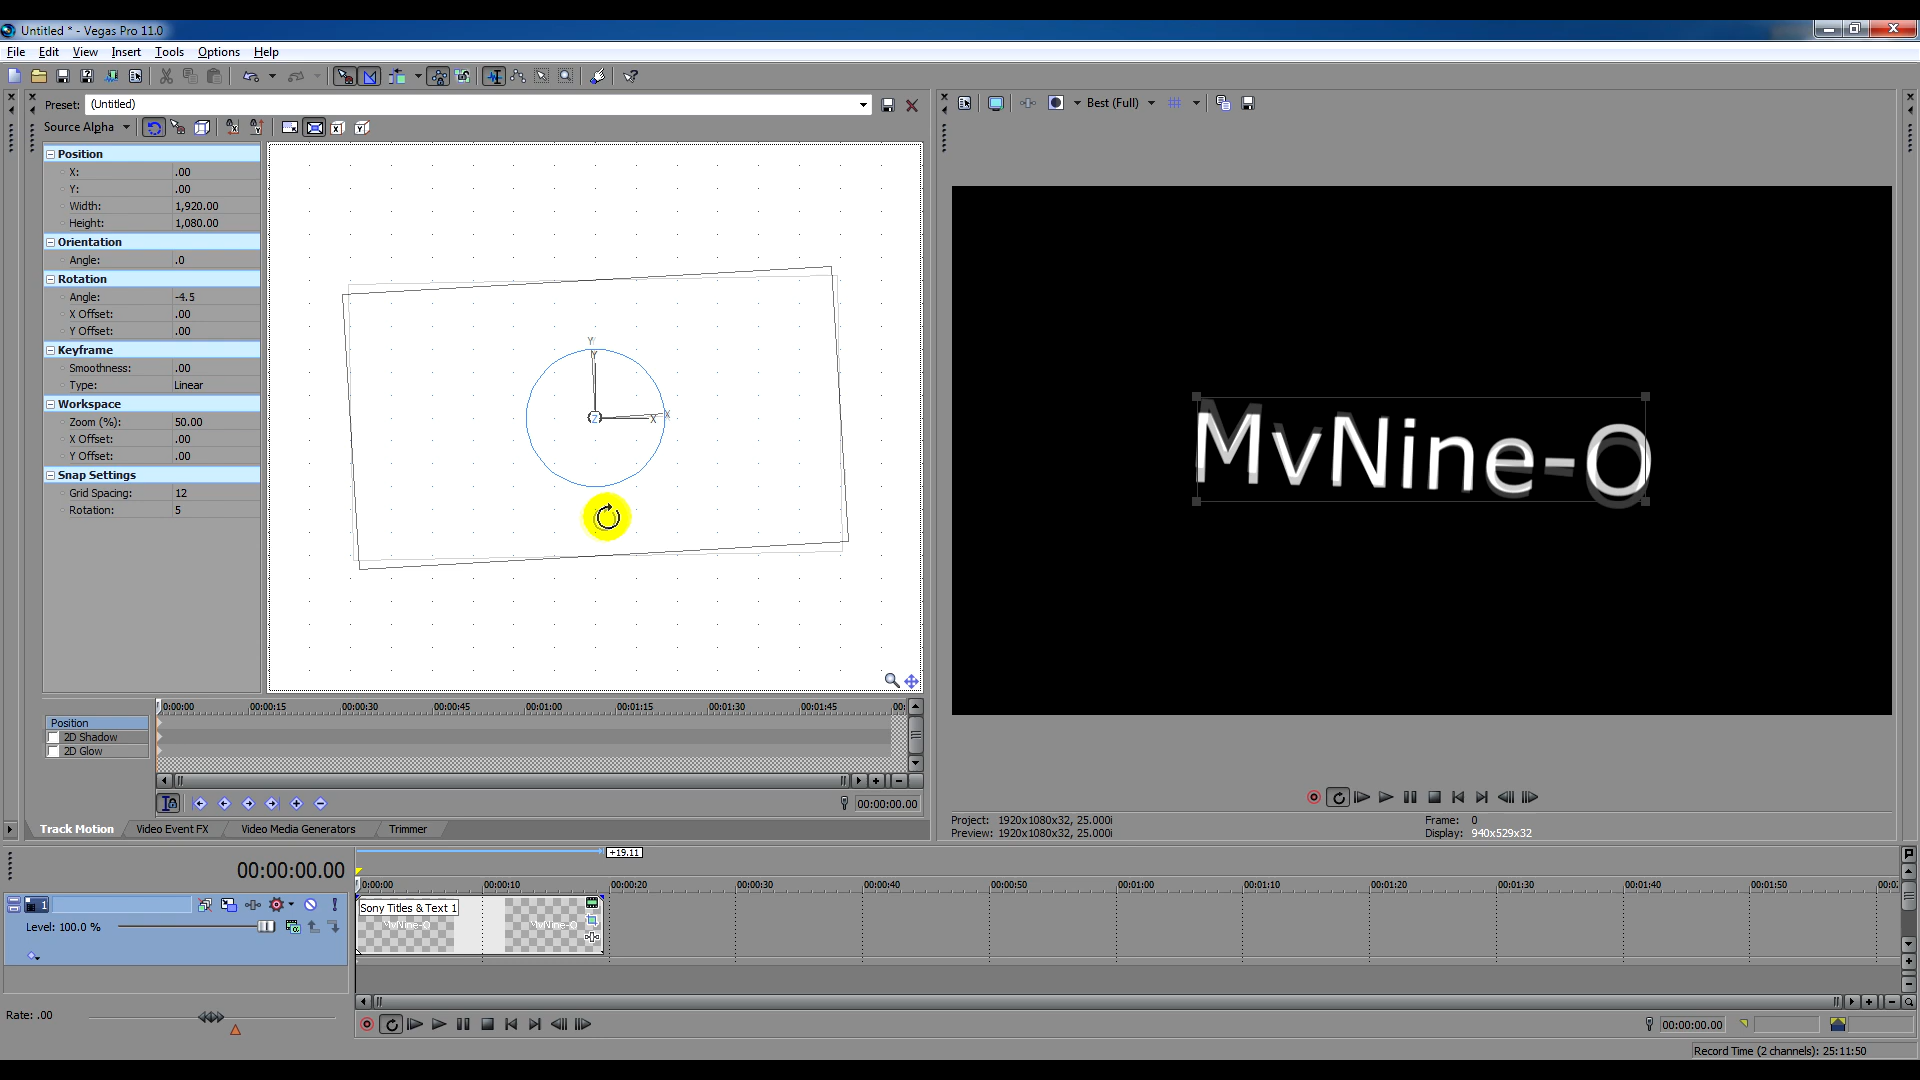 Untitled * - Vegas Pro 11.0
File Edit View Insert Tools Options Help
Preset: (Untitled)
Source Alpha
Best (Full)
Position
X: .00
Y: .00
Width: 1,920.00
Height: 1,080.00
Orientation
Angle: .0
Rotation
Angle: -4.5
X Offset: .00
Y Offset: .00
Keyframe
Smoothness: .00
Type: Linear
Workspace
Zoom (%): 50.00
X Offset: .00
Y Offset: .00
Snap Settings
Grid Spacing: 12
Rotation: 5
Y
Y
Z
X
X
MvNine-O
0:00:00 00:00:15 00:00:30 00:00:45 00:01:00 00:01:15 00:01:30 00:01:45 00:
Position
2D Shadow
2D Glow
00:00:00.00
Track Motion Video Event FX Video Media Generators Trimmer
Project: 1920x1080x32, 25.000i
Preview: 1920x1080x32, 25.000i
Frame: 0
Display: 940x529x32
00:00:00.00
+19.11
0:00:00 00:00:10 00:00:20 00:00:30 00:00:40 00:00:50 00:01:00 00:01:10 00:01:20 00:01:30 00:01:40 00:01:50 00:0
1
Level: 100.0 %
Sony Titles & Text 1
MvNine-O MvNine-O
Rate: .00
00:00:00.00
Record Time (2 channels): 25:11:50